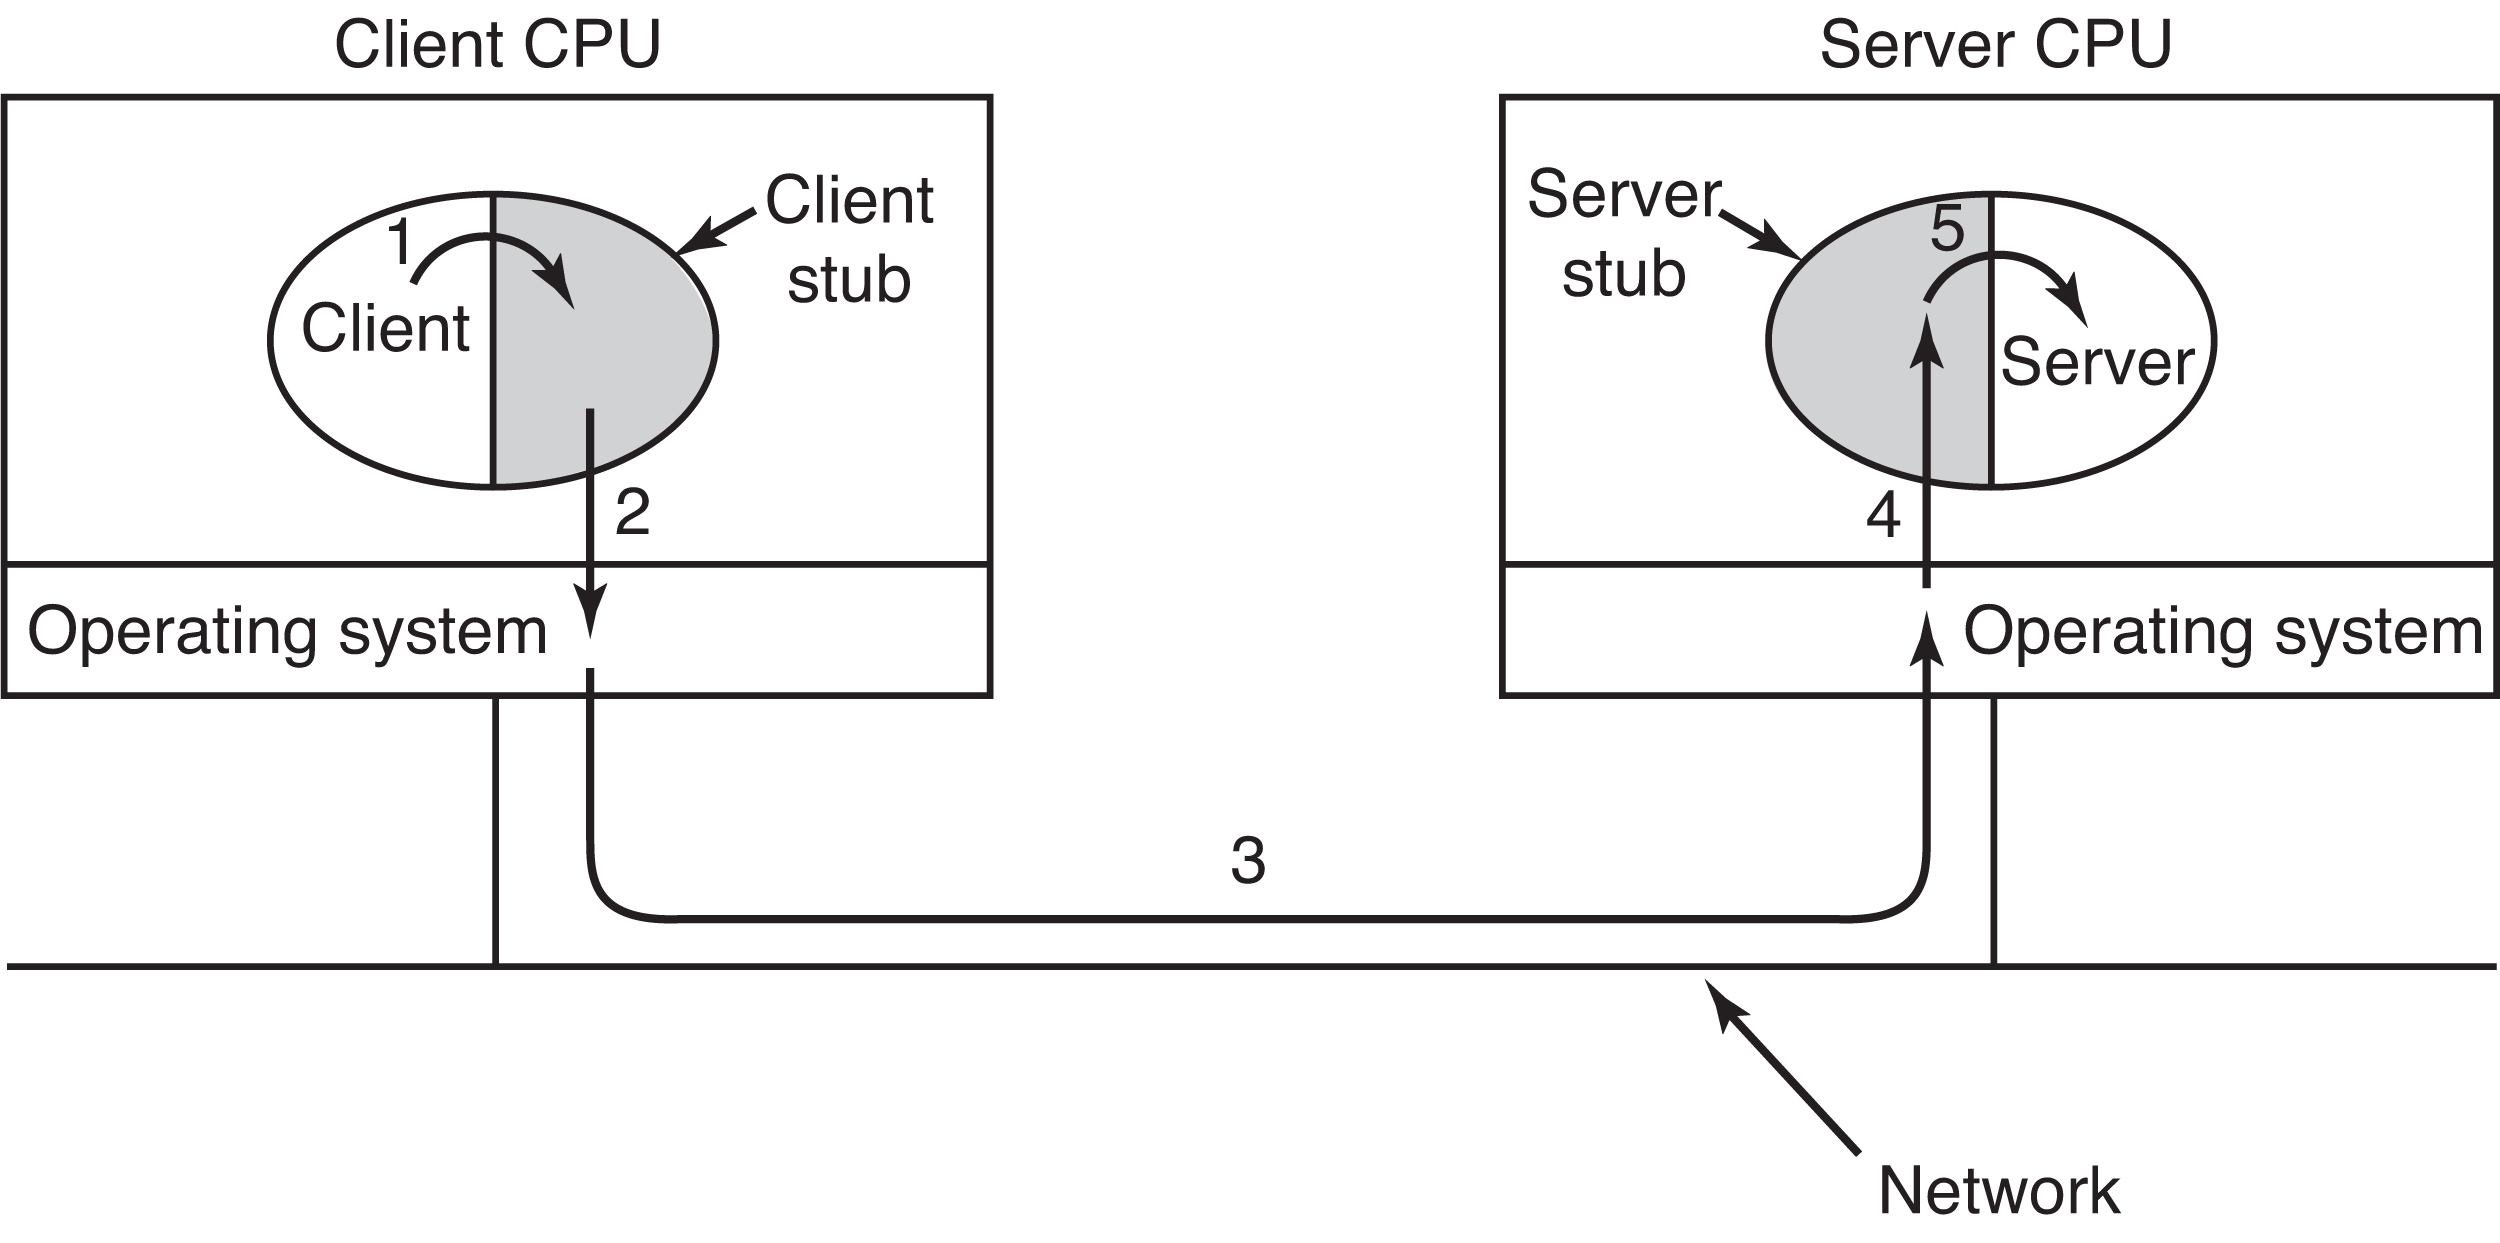 Client CPU
Server CPU
Client
stub
Server
stub
1
Client
5
Server
2
4
Operating system
Operating system
3
Network